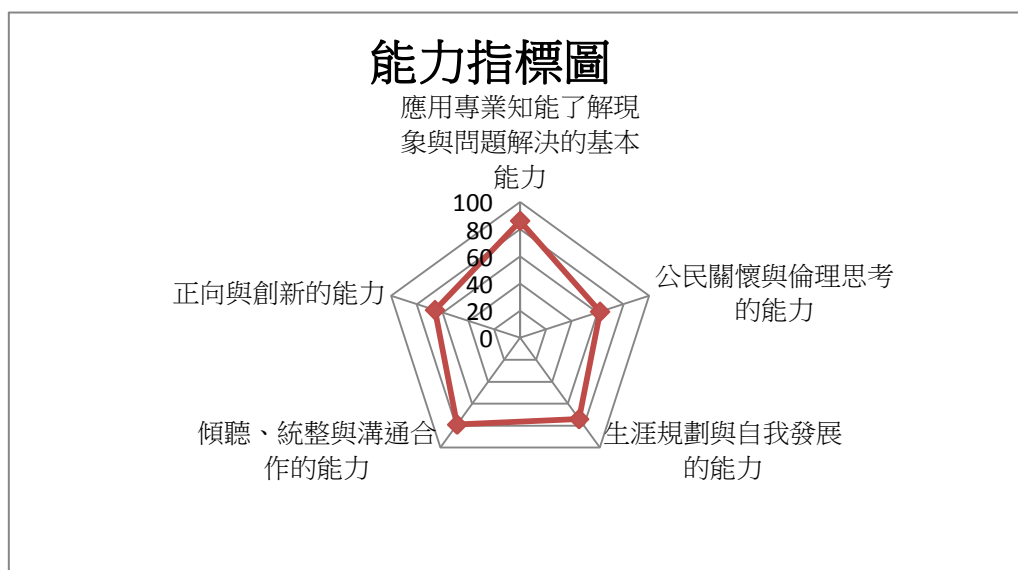 能力指標圖
應用專業知能了解現
象與問題解決的基本
能力
100
80
60
40
20
0
公民關懷與倫理思考
的能力
生涯規劃與自我發展
的能力
傾聽、統整與溝通合
作的能力
正向與創新的能力